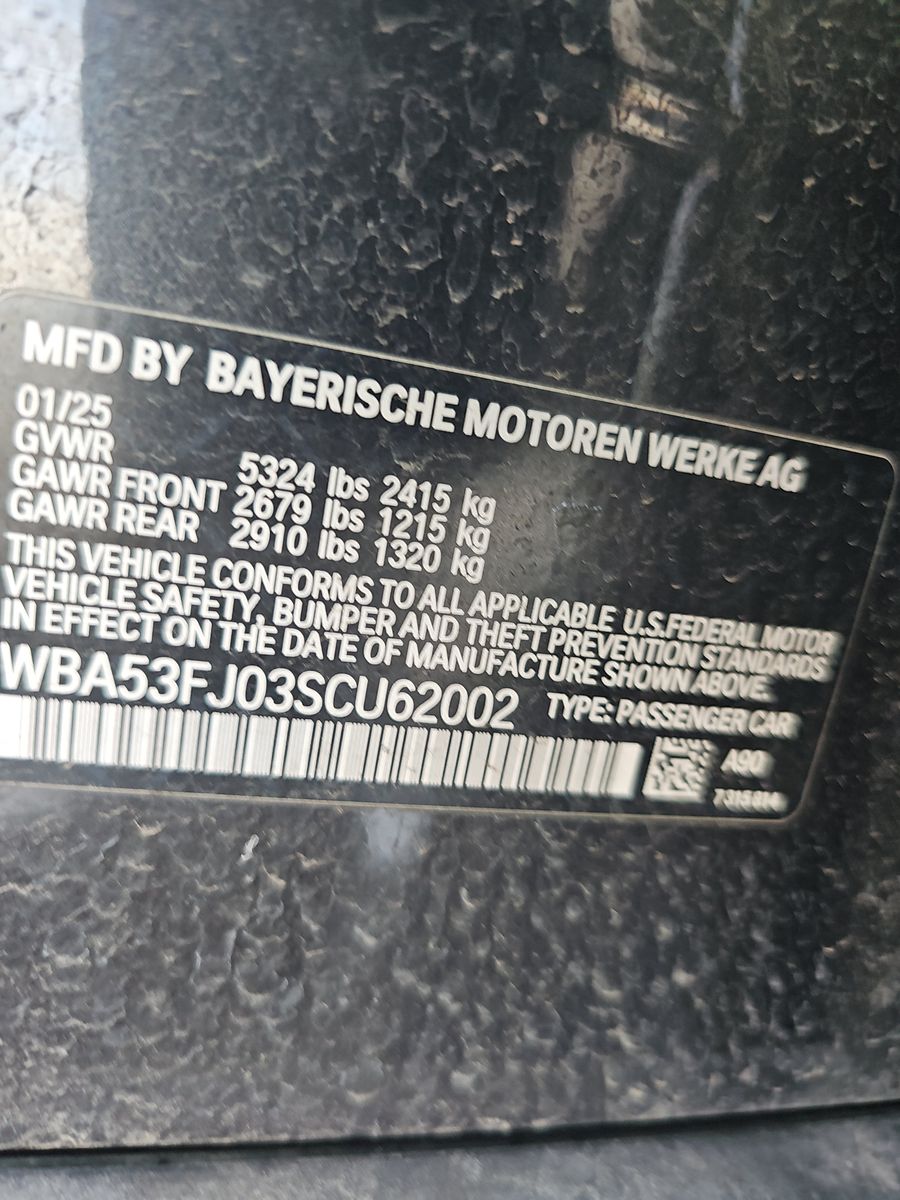 MFD BY BAYERISCHE MOTOREN WERKE AG
01/25
GVWR 5324 lbs 2415 kg
GAWR FRONT 2679 lbs 1215 kg
GAWR REAR 2910 lbs 1320 kg
THIS VEHICLE CONFORMS TO ALL APPLICABLE U.S.FEDERAL MOTOR
VEHICLE SAFETY, BUMPER AND THEFT PREVENTION STANDARDS
IN EFFECT ON THE DATE OF MANUFACTURE SHOWN ABOVE.
WBA53FJ03SCU62002 TYPE: PASSENGER CAR
A90